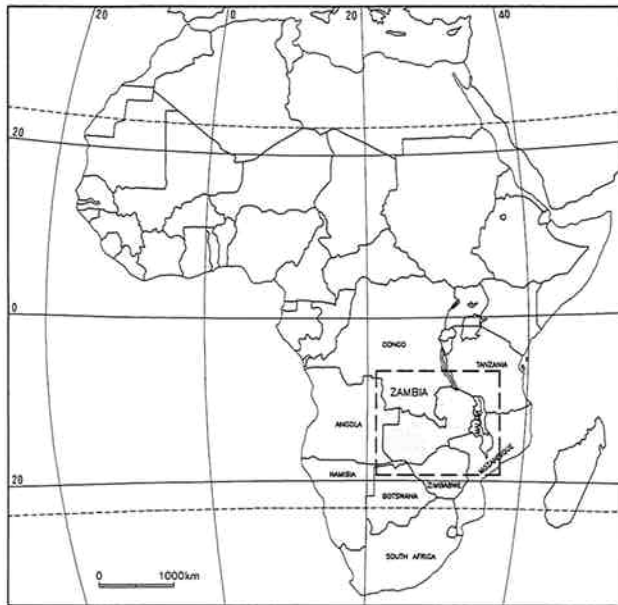 20 0 20 40
20
0
CONGO
TANZANIA
ZAMBIA
ANGOLA
MOZAMBIQUE
NAMIBIA
ZIMBABWE
20
BOTSWANA
SOUTH AFRICA
0 1000km